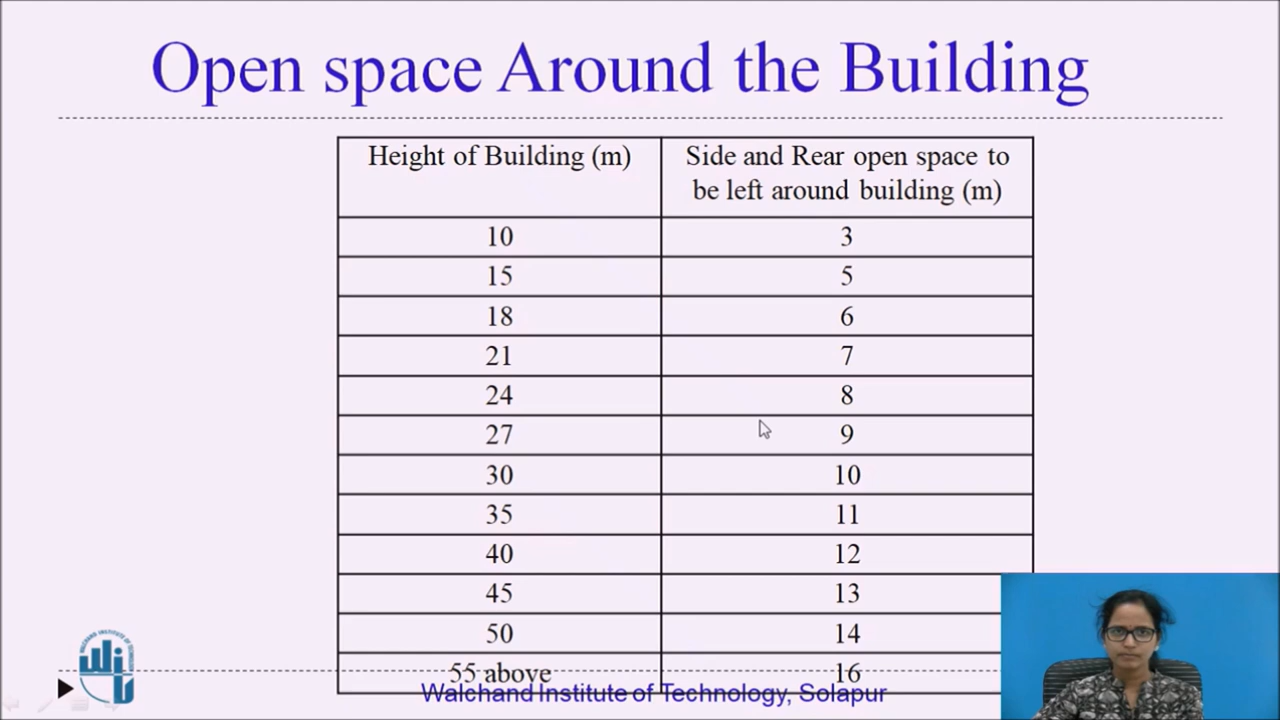 Open space Around the Building
Height of Building (m)
Side and Rear open space to
be left around building (m)
10 3
15 5
18 6
21 7
24 8
27 9
30 10
35 11
40 12
45 13
50 14
55 above 16
Walchand Institute of Technology, Solapur